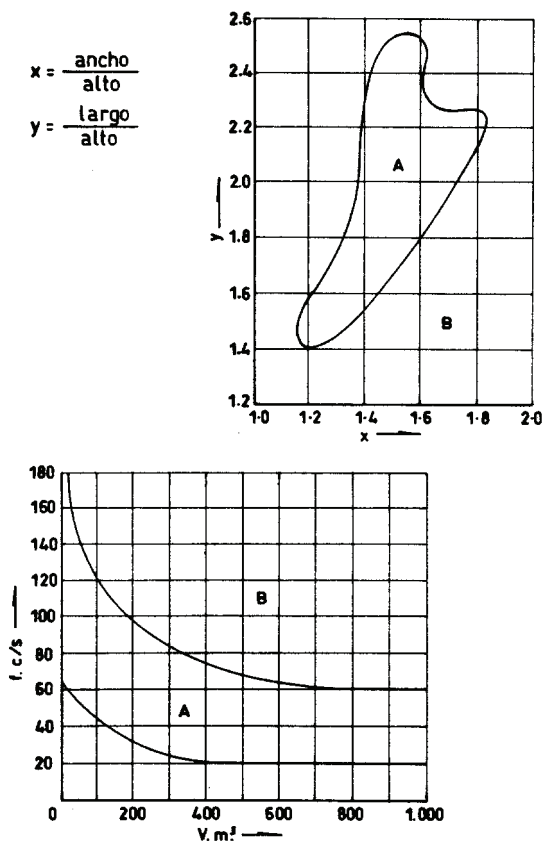 x = ancho
alto
y = largo
alto
2.6
2.4
2.2
2.0
1.8
1.6
1.4
1.2
y
A
B
1·0 1·2 1·4 1·6 1·8 2·0
x
180
160
140
120
100
80
60
40
20
f. c/s
B
A
0 200 400 600 800 1.000
V. m³